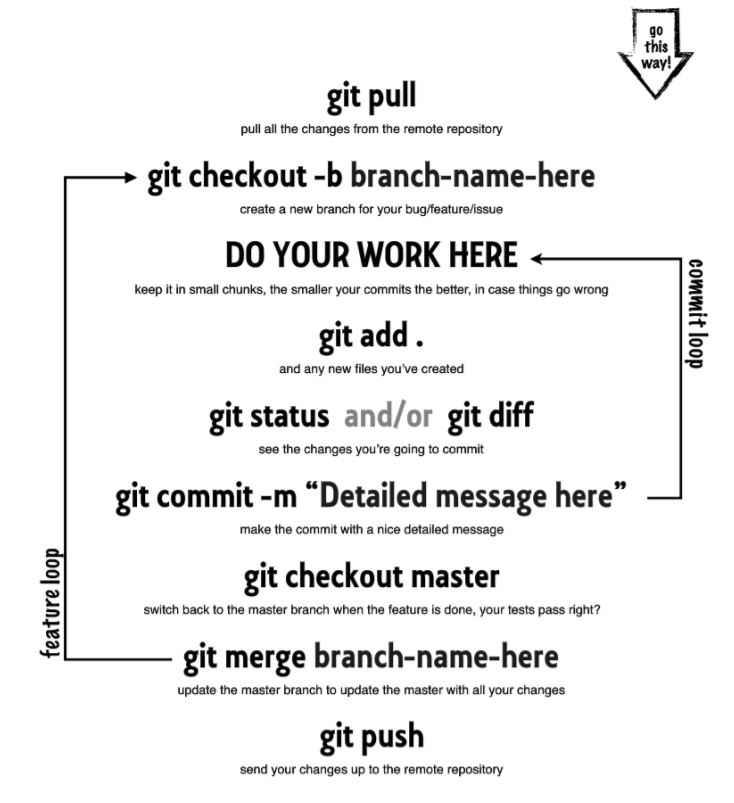 go
this
way!
git pull
pull all the changes from the remote repository
git checkout -b branch-name-here
create a new branch for your bug/feature/issue
DO YOUR WORK HERE
keep it in small chunks, the smaller your commits the better, in case things go wrong
commit loop
git add .
and any new files you've created
git status and/or git diff
see the changes you're going to commit
git commit -m “Detailed message here”
make the commit with a nice detailed message
git checkout master
switch back to the master branch when the feature is done, your tests pass right?
feature loop
git merge branch-name-here
update the master branch to update the master with all your changes
git push
send your changes up to the remote repository